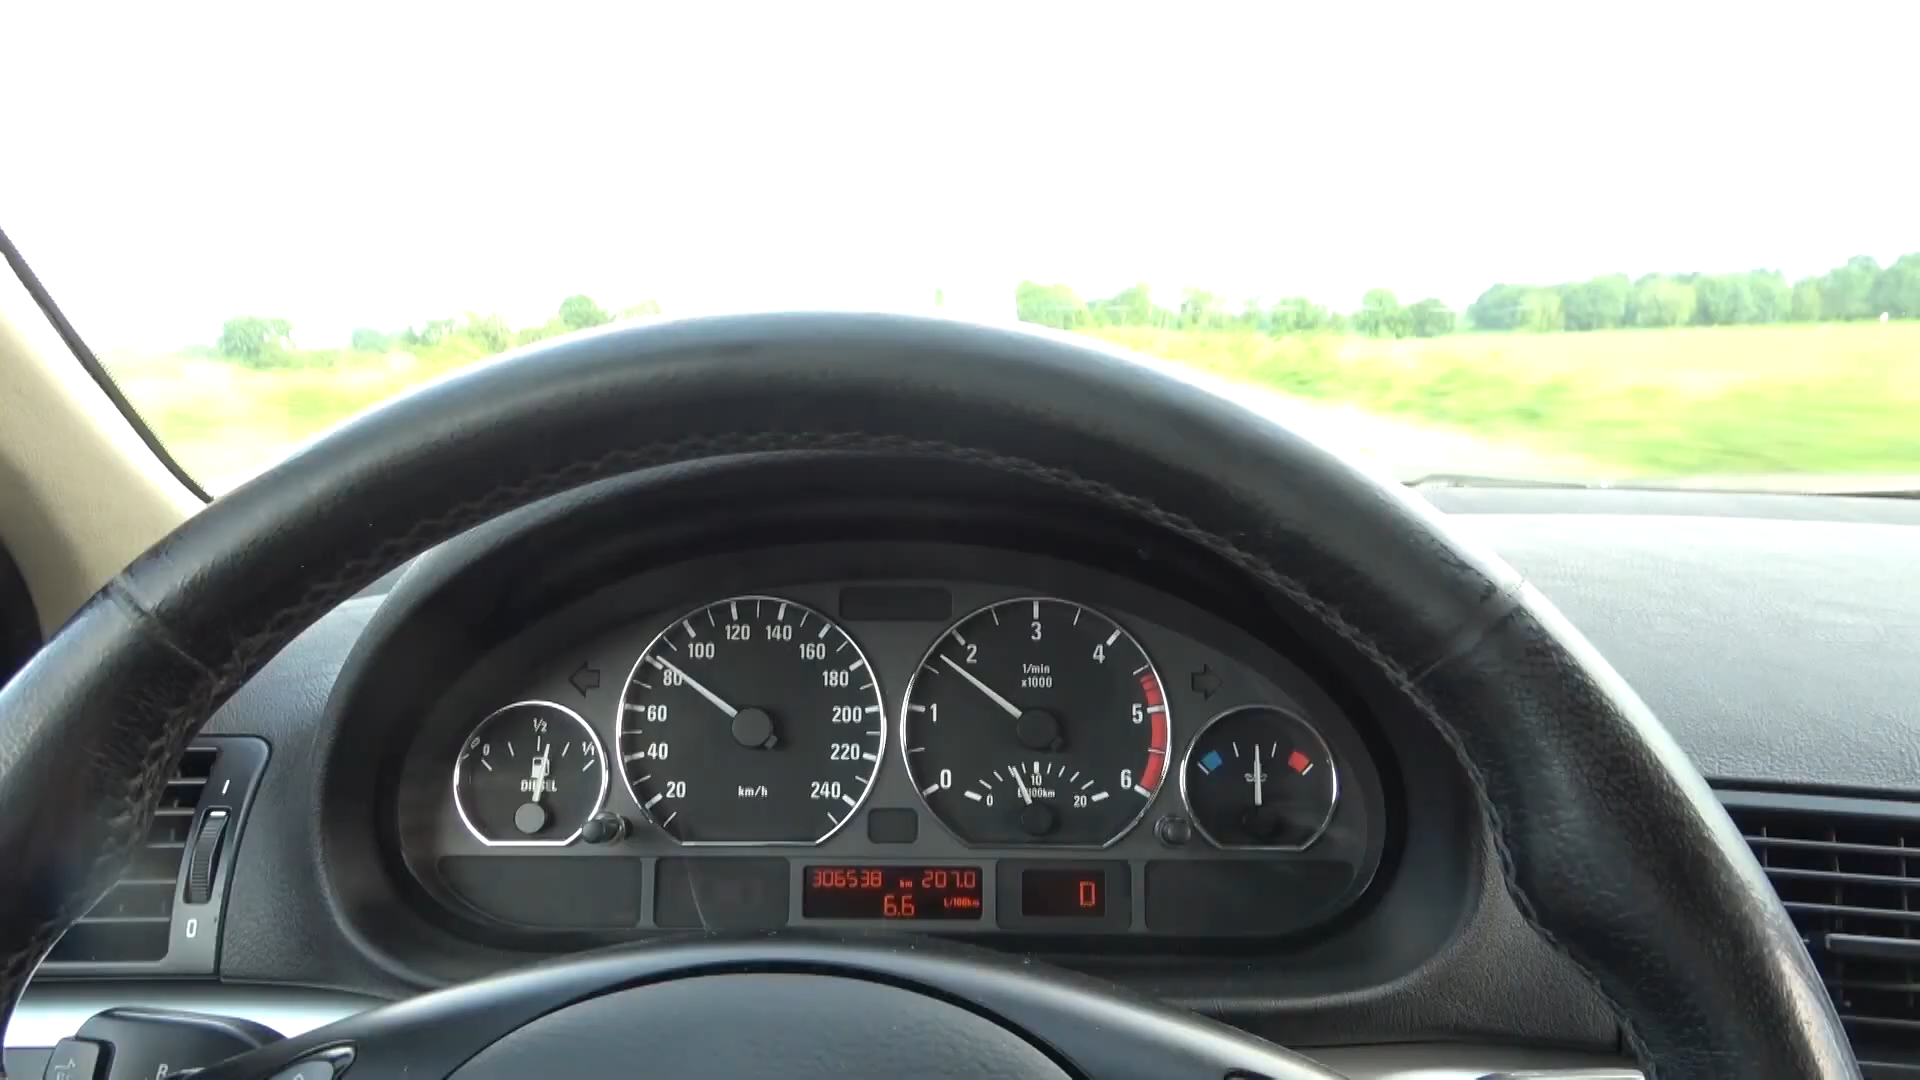 0 1/2 1/1
DIESEL
20 40 60 80 100 120 140 160 180 200 220 240
km/h
0 1 2 3 4 5 6
1/min
x1000
0 10 20
L/100km
306538 km 207.0
6.6 L/100km
D
I
0
R